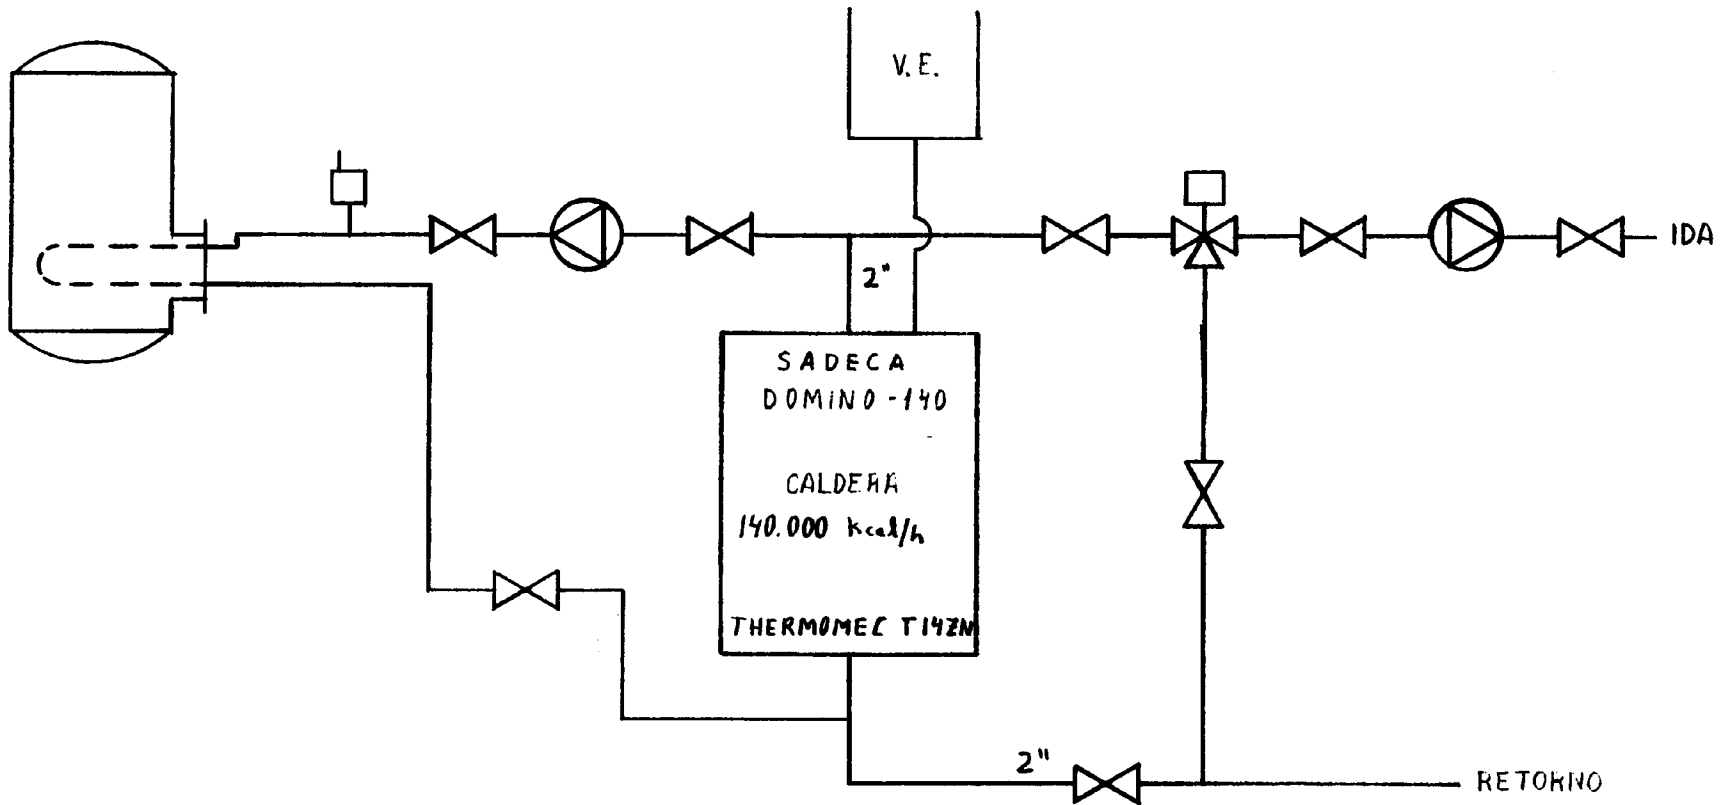 V.E.
IDA
2"
SADECA
DOMINO-140
CALDERA
140.000 kcal/h
THERMOMEC T14ZN
2"
RETORNO